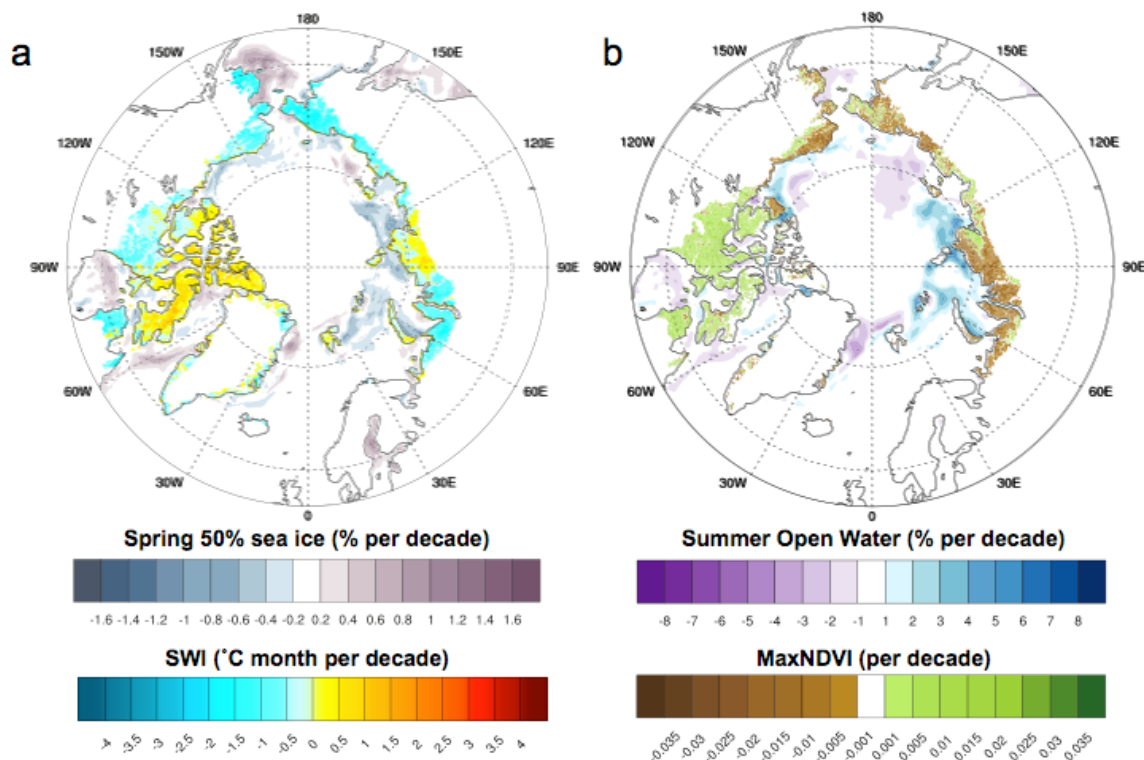 a
180
150W
150E
120W
120E
90W
90E
60W
60E
30W
30E
0
Spring 50% sea ice (% per decade)
-1.6 -1.4 -1.2 -1 -0.8 -0.6 -0.4 -0.2 0.2 0.4 0.6 0.8 1 1.2 1.4 1.6
SWI (˚C month per decade)
-4 -3.5 -3 -2.5 -2 -1.5 -1 -0.5 0 0.5 1 1.5 2 2.5 3 3.5 4
b
180
150W
150E
120W
120E
90W
90E
60W
60E
30W
30E
0
Summer Open Water (% per decade)
-8 -7 -6 -5 -4 -3 -2 -1 1 2 3 4 5 6 7 8
MaxNDVI (per decade)
-0.035 -0.03 -0.025 -0.02 -0.015 -0.01 -0.005 -0.001 0.001 0.005 0.01 0.015 0.02 0.025 0.03 0.035